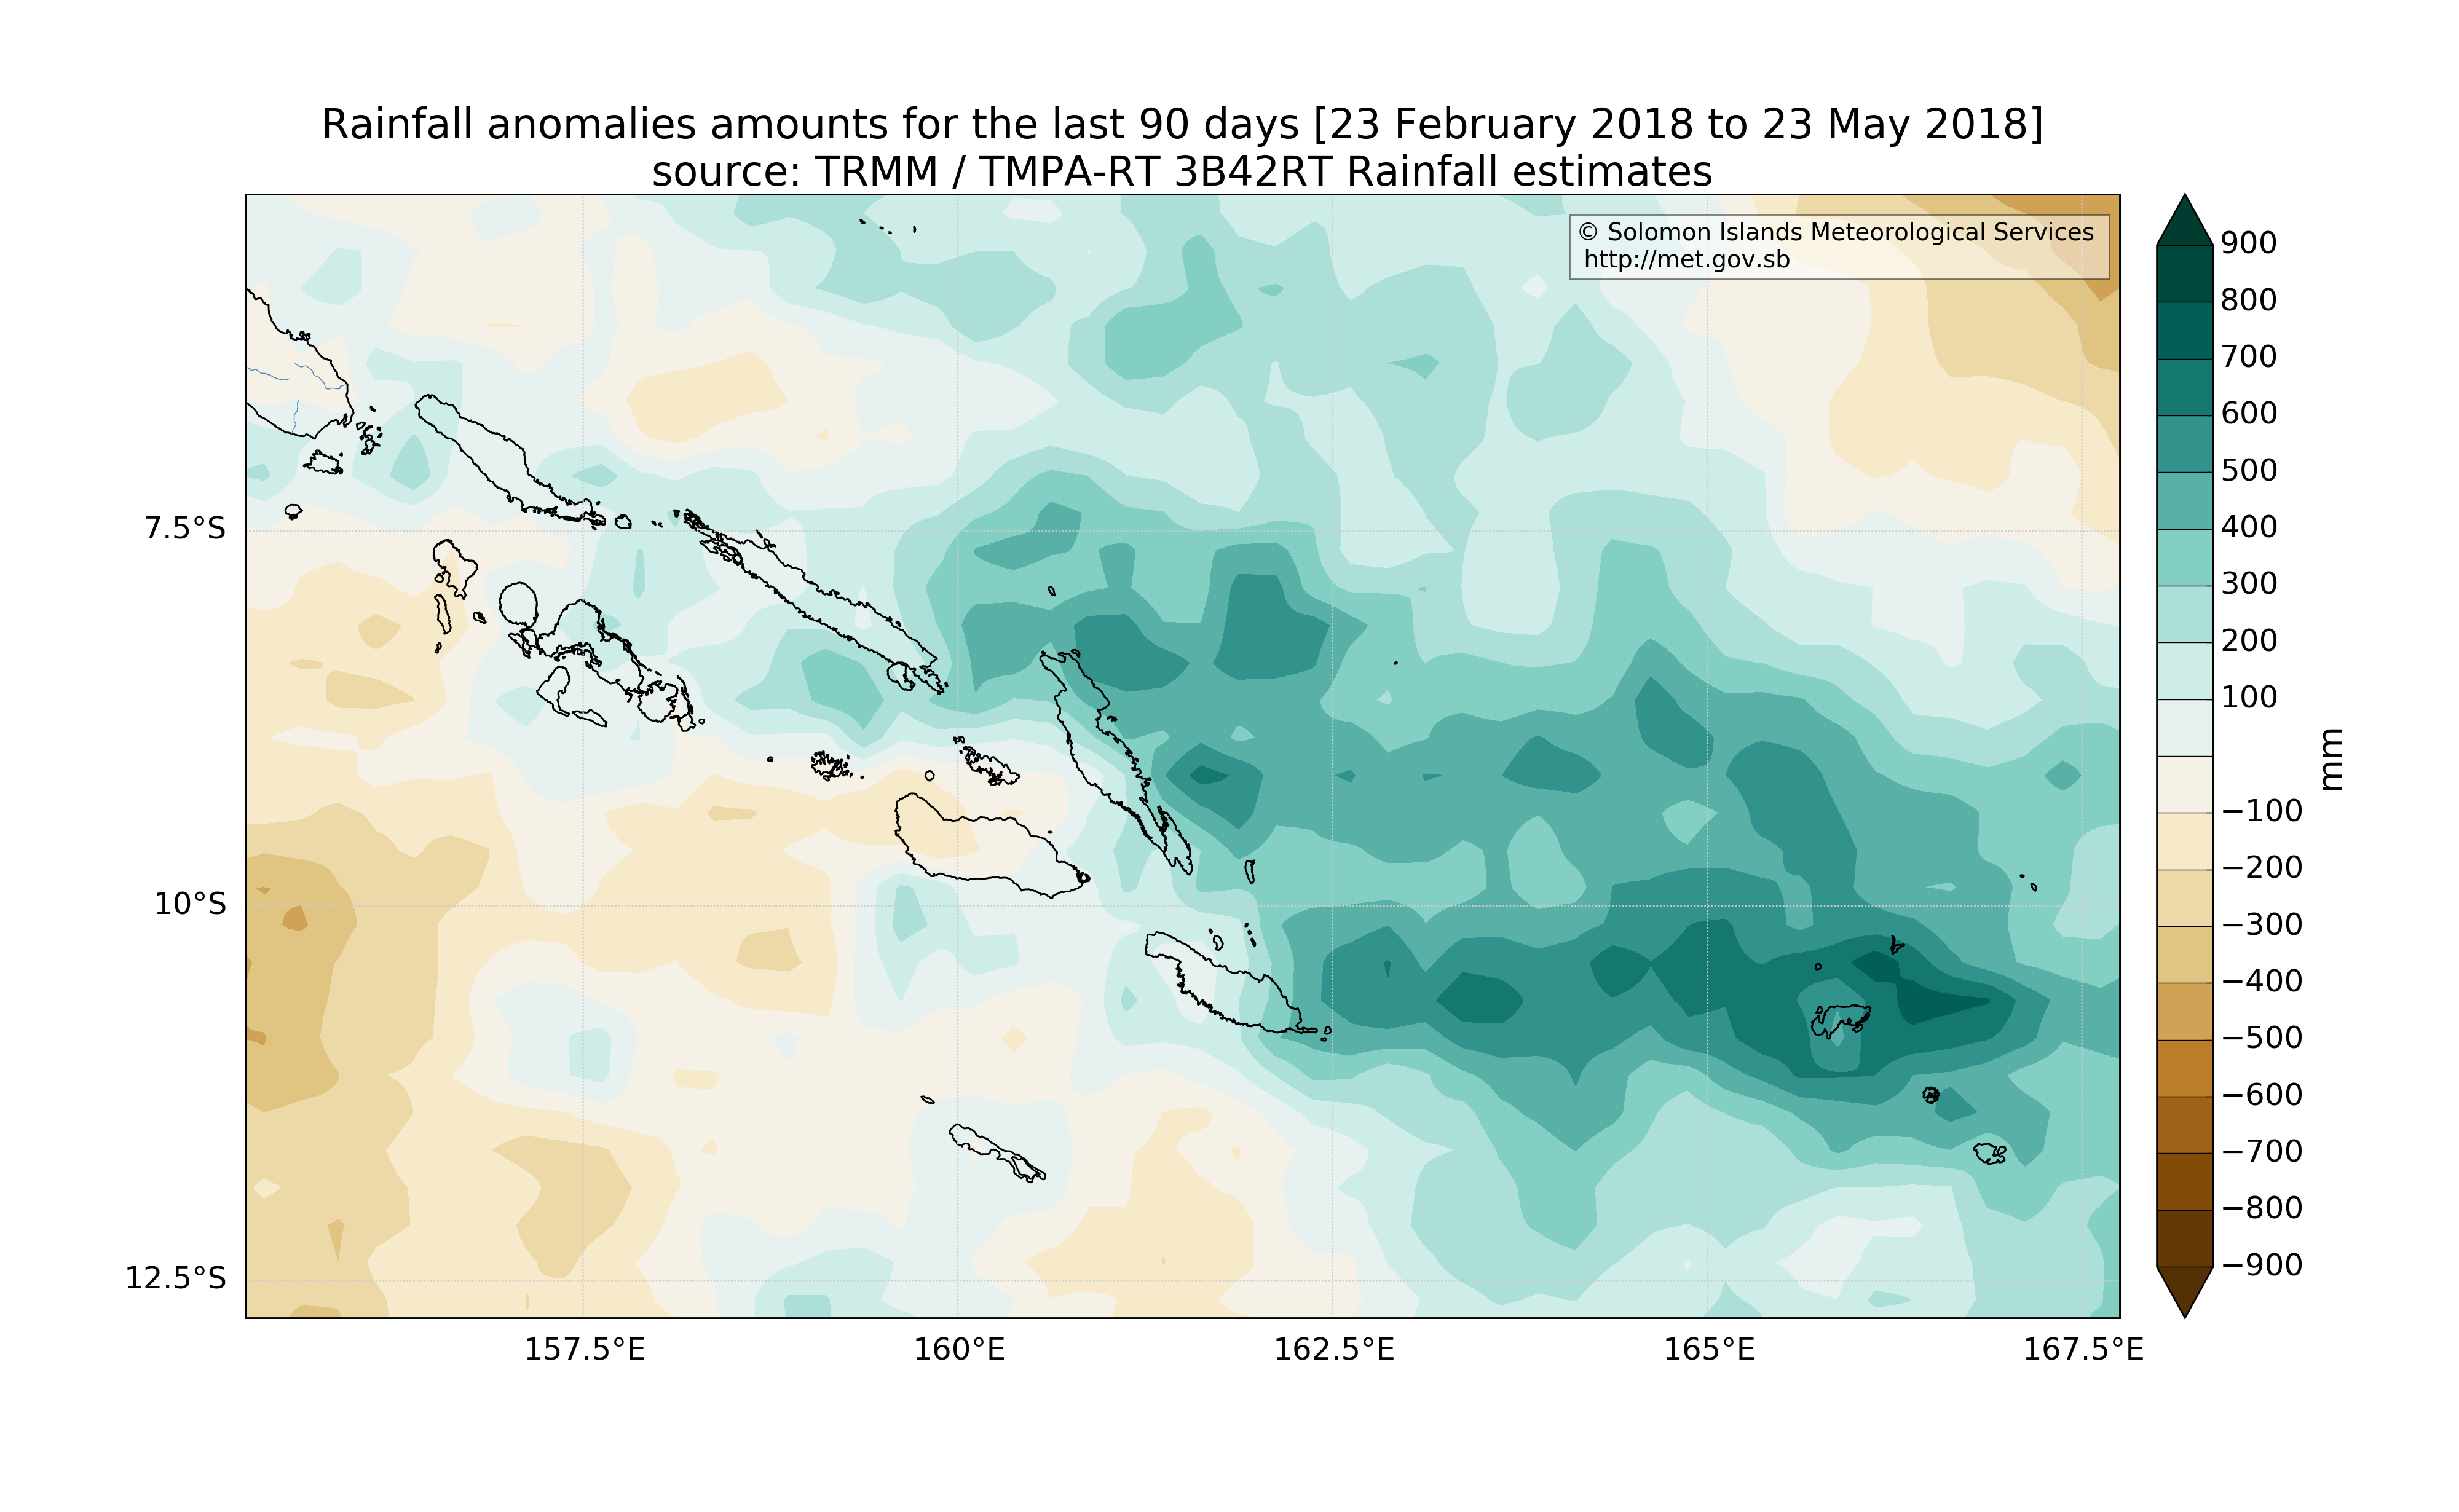 Rainfall anomalies amounts for the last 90 days [23 February 2018 to 23 May 2018]
source: TRMM / TMPA-RT 3B42RT Rainfall estimates
© Solomon Islands Meteorological Services
http://met.gov.sb
7.5°S
10°S
12.5°S
157.5°E
160°E
162.5°E
165°E
167.5°E
900
800
700
600
500
400
300
200
100
−100
−200
−300
−400
−500
−600
−700
−800
−900
mm